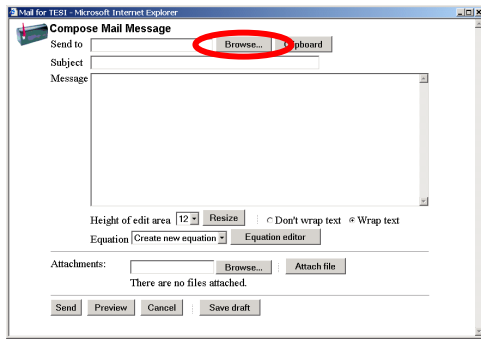 Mail for TESI - Microsoft Internet Explorer
Compose Mail Message
Send to Browse... Clipboard
Subject
Message
Height of edit area 12 Resize Don't wrap text Wrap text
Equation Create new equation Equation editor
Attachments: Browse... Attach file
There are no files attached.
Send Preview Cancel Save draft